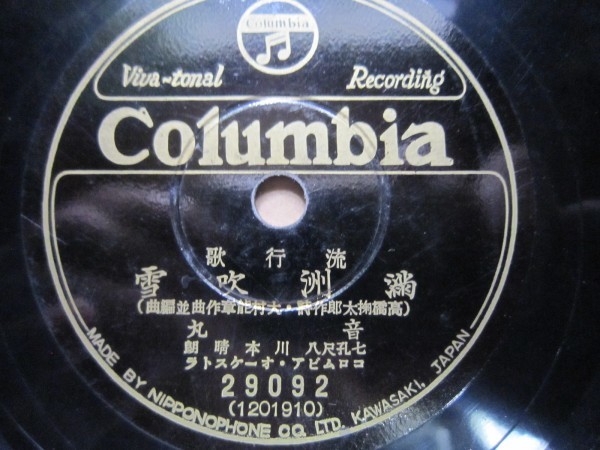 Columbia
Viva-tonal Recording
Columbia
流行歌
滿洲吹雪
(高橋掬太郎作詩・大村能章作曲並編曲)
音丸
七孔尺八 川本晴朗
コロムビア・オーケストラ
29092
(1201910)
MADE BY NIPPONOPHONE CO. LTD. KAWASAKI, JAPAN